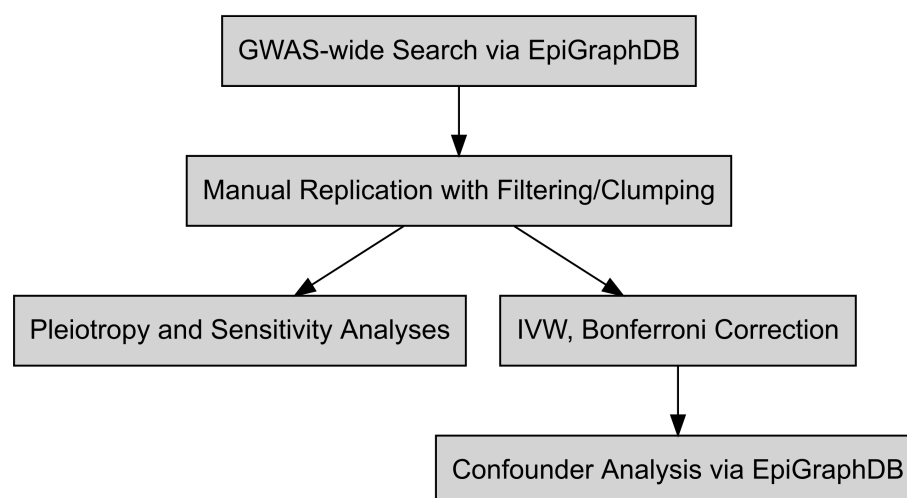 GWAS-wide Search via EpiGraphDB
Manual Replication with Filtering/Clumping
Pleiotropy and Sensitivity Analyses
IVW, Bonferroni Correction
Confounder Analysis via EpiGraphDB